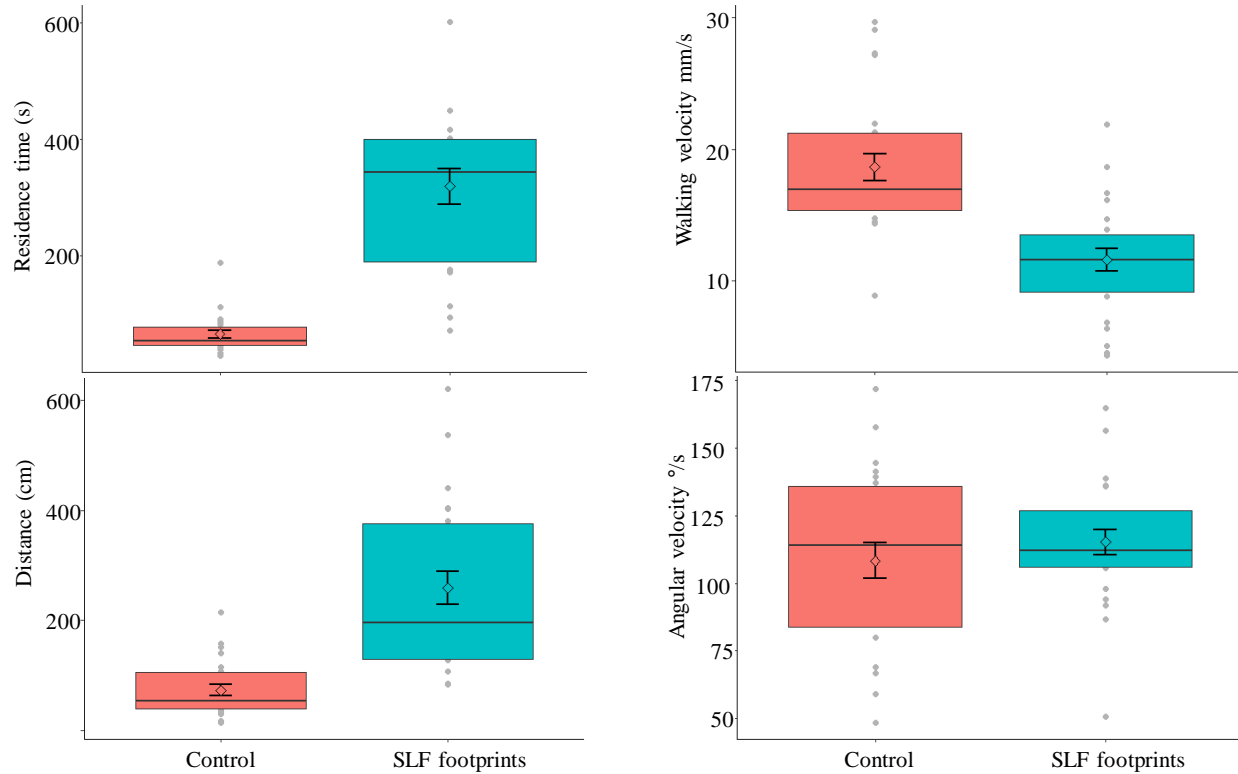 Residence time (s)
600
400
200
Walking velocity mm/s
30
20
10
Distance (cm)
600
400
200
Control
SLF footprints
Angular velocity °/s
175
150
125
100
75
50
Control
SLF footprints